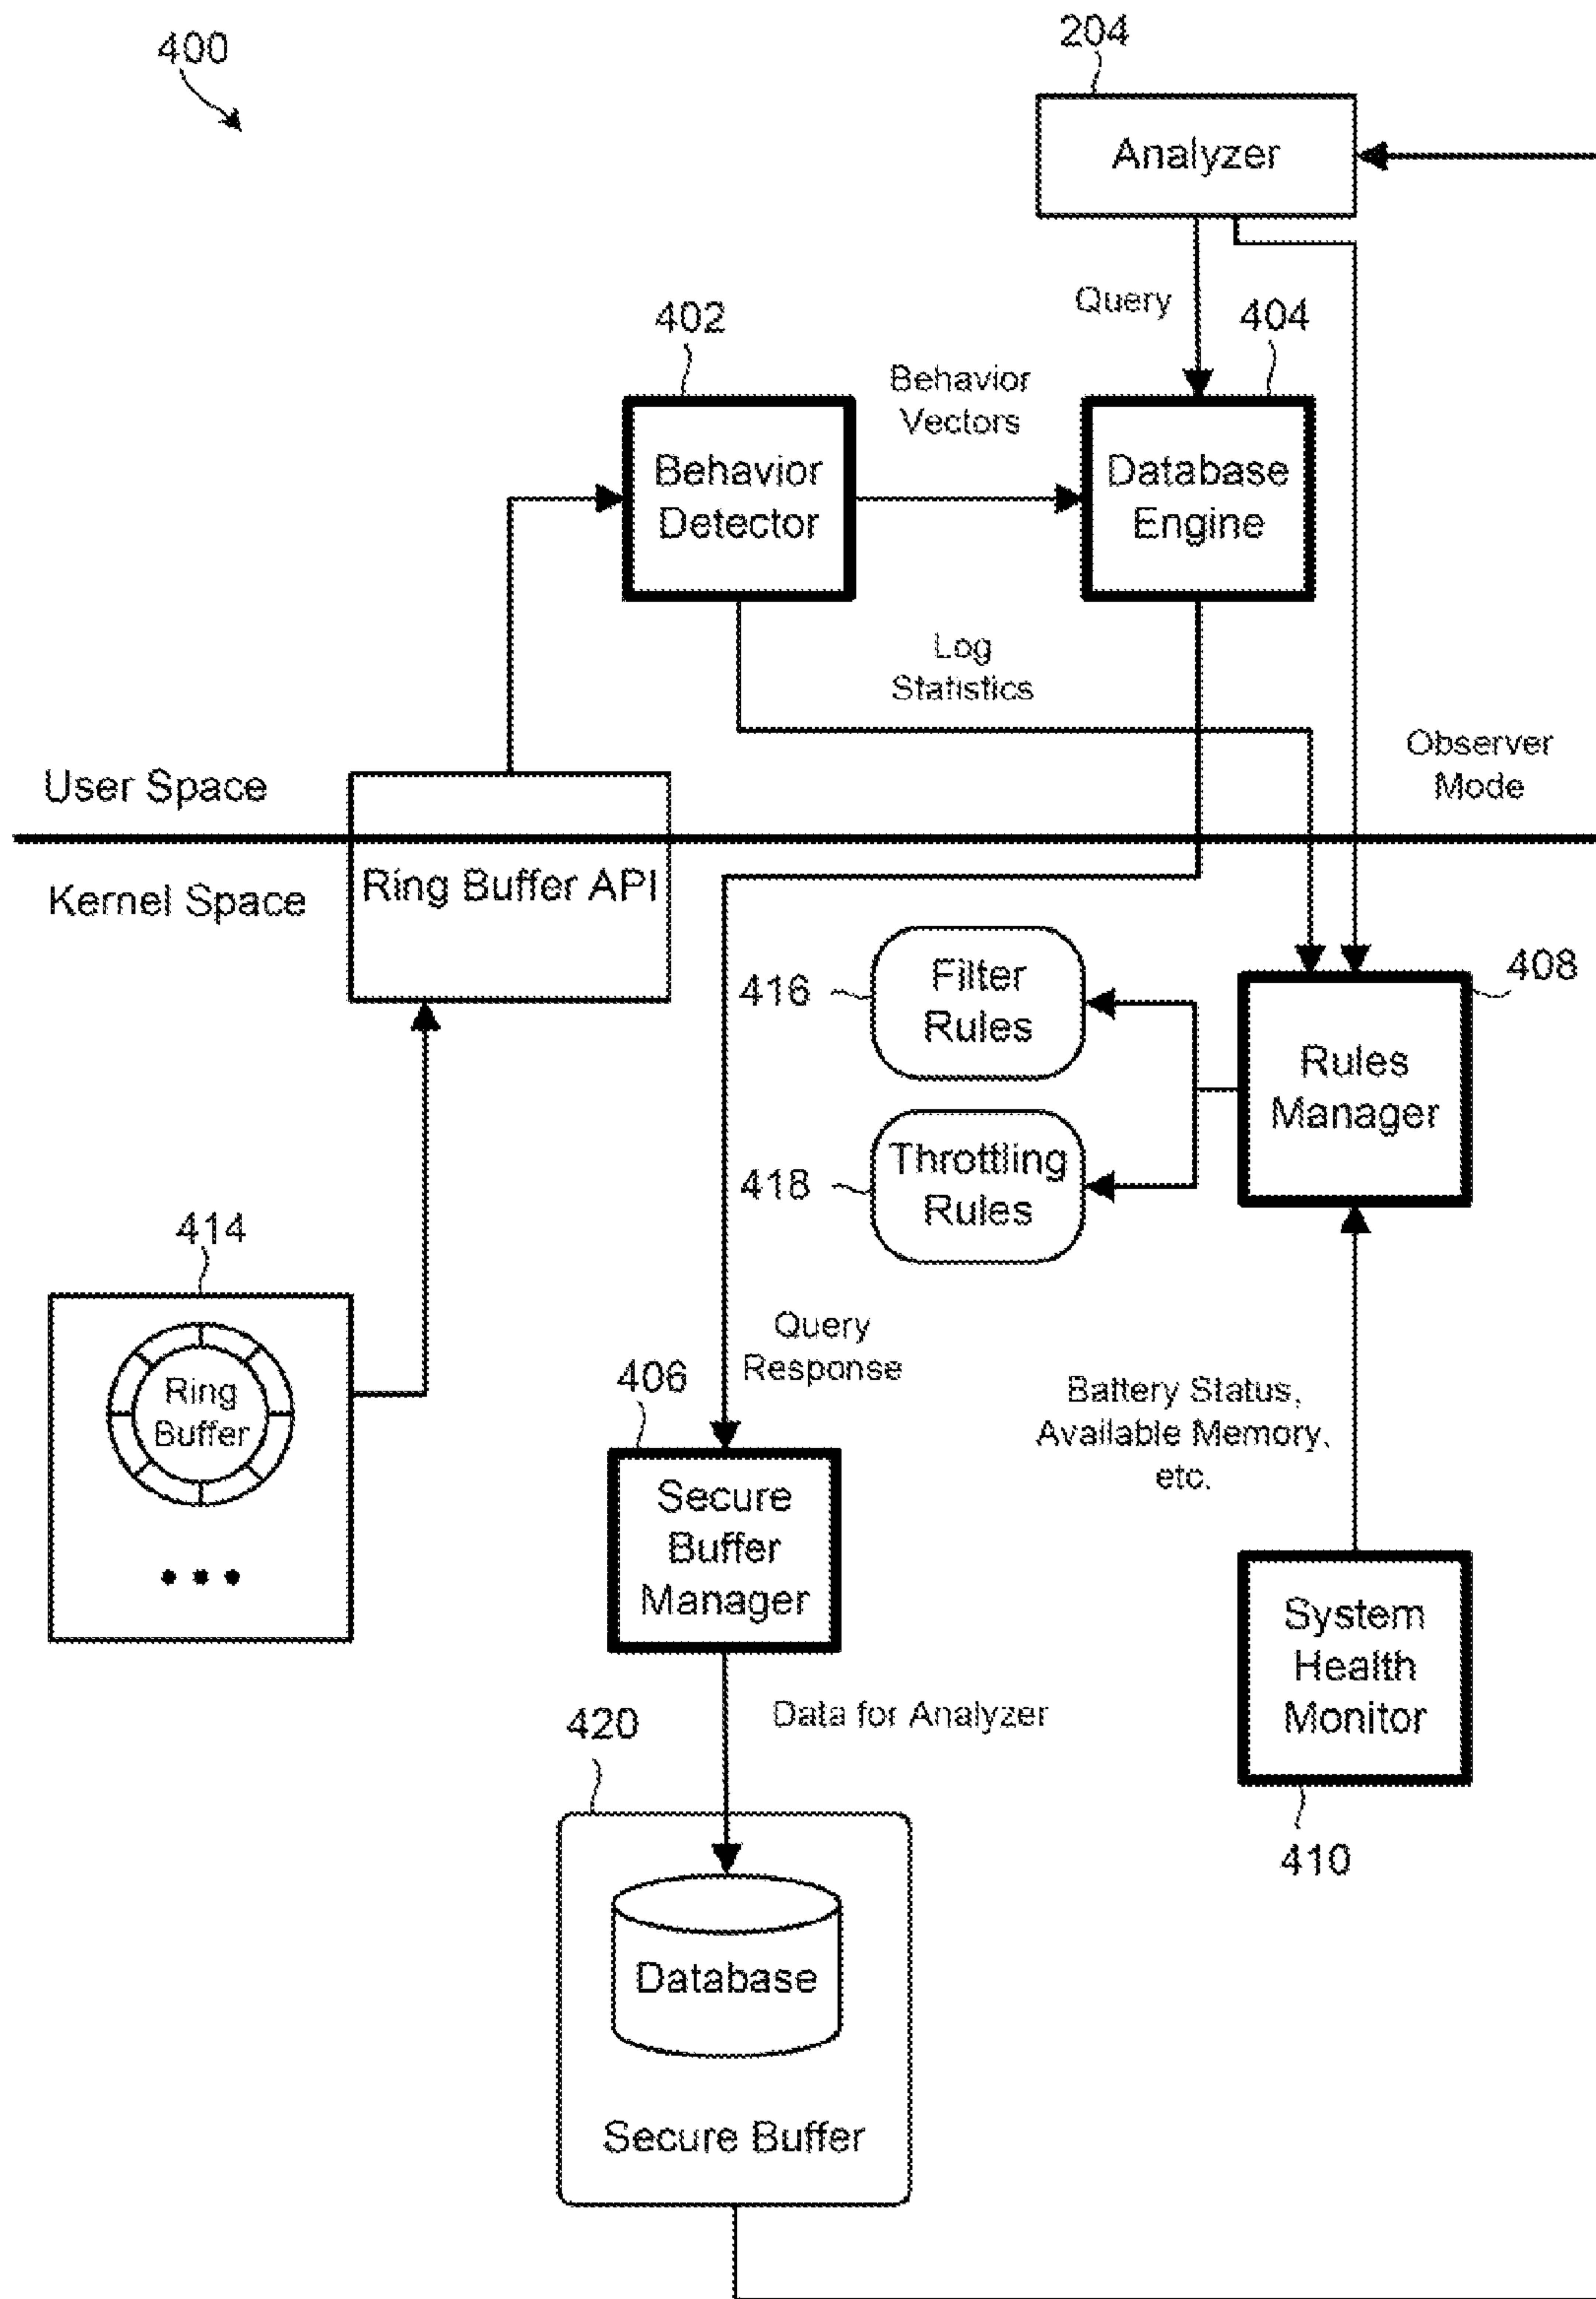 400
204
Analyzer
Query
402
404
Behavior
Vectors
Behavior
Detector
Database
Engine
Log
Statistics
Observer
Mode
User Space
Kernel Space
Ring Buffer API
416
Filter
Rules
408
Rules
Manager
418
Throttling
Rules
414
Ring
Buffer
Query
Response
406
Battery Status,
Available Memory,
etc.
Secure
Buffer
Manager
System
Health
Monitor
Data for Analyzer
420
410
Database
Secure Buffer